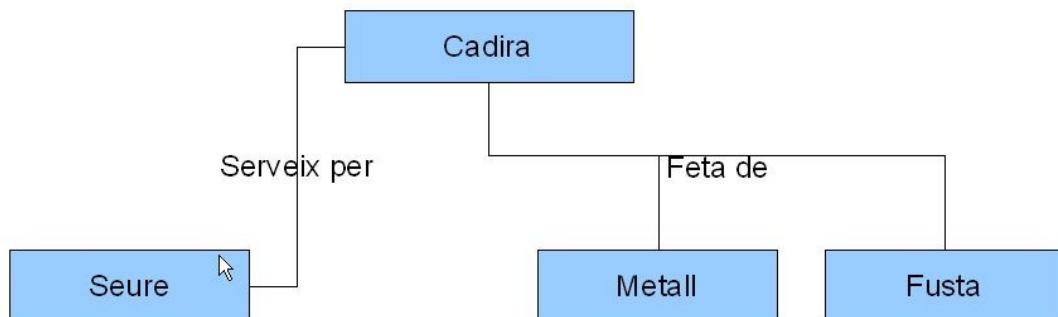 Cadira
Serveix per
Feta de
Seure
Metall
Fusta